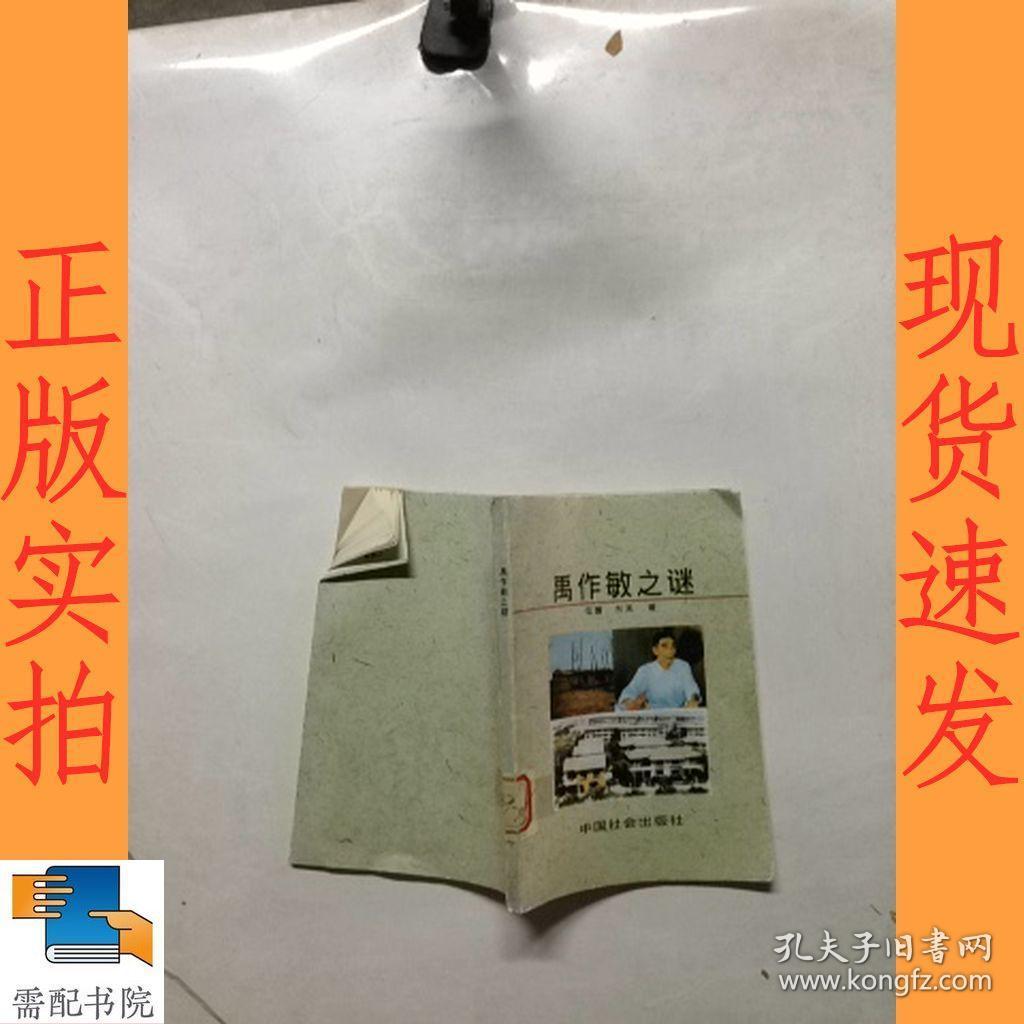 正版实拍
现货速发
禹作敏之谜
禹作敏之谜
中国社会出版社
需配书院
孔夫子旧书网
www.kongfz.com